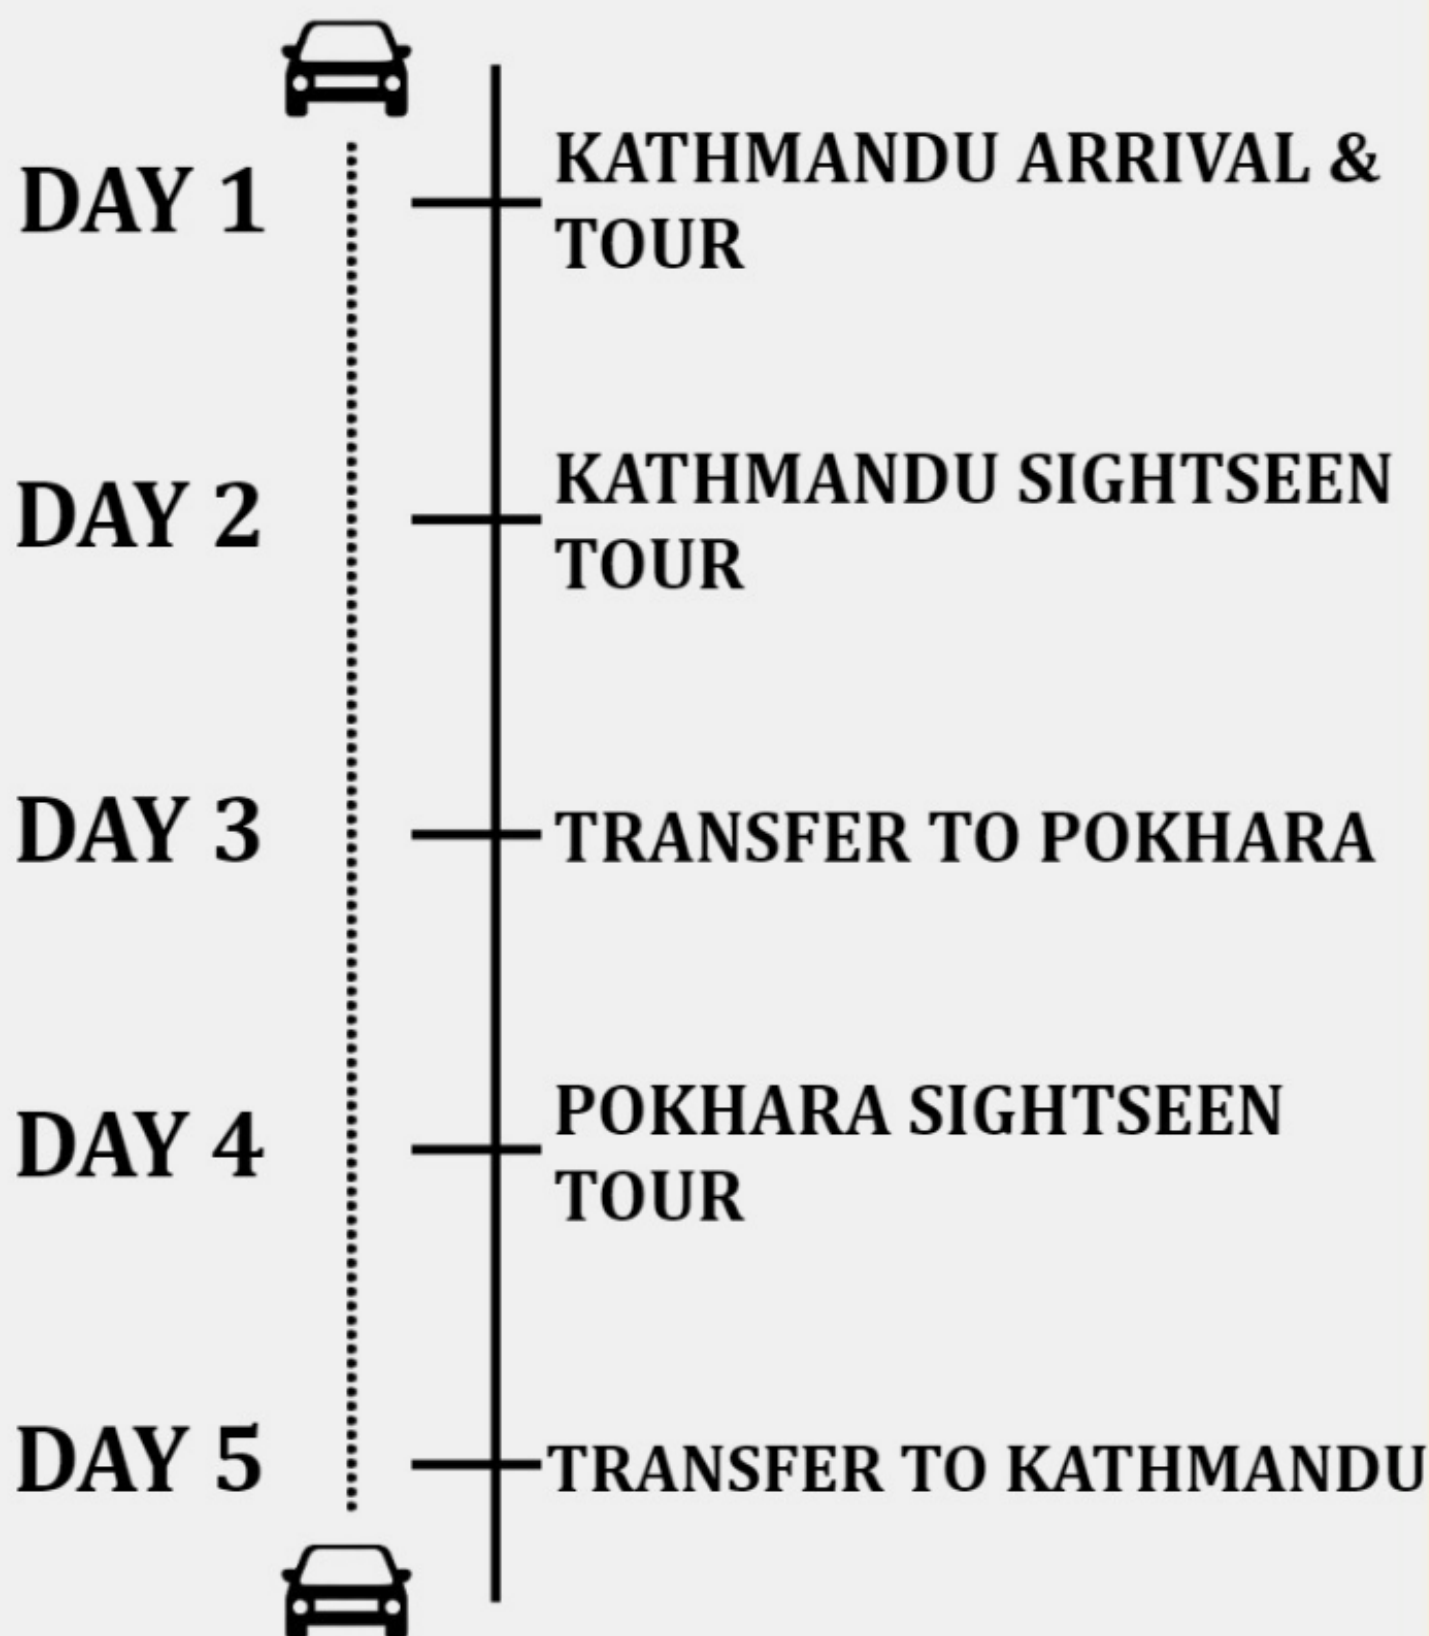 DAY 1
KATHMANDU ARRIVAL &
TOUR
DAY 2
KATHMANDU SIGHTSEEN
TOUR
DAY 3
TRANSFER TO POKHARA
DAY 4
POKHARA SIGHTSEEN
TOUR
DAY 5
TRANSFER TO KATHMANDU